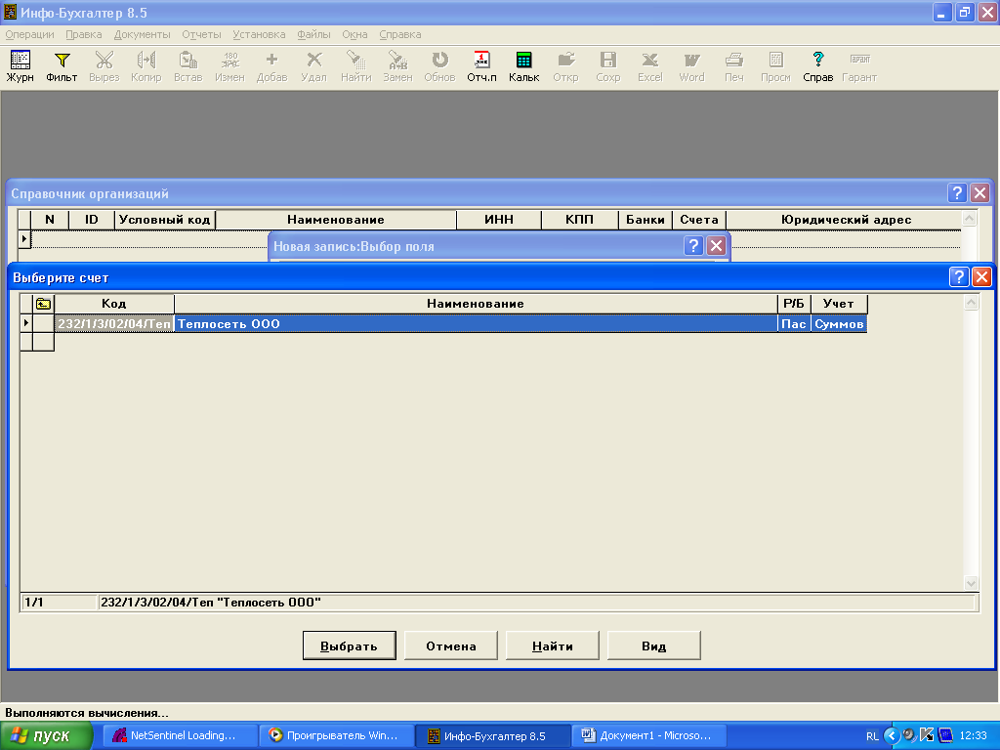 Инфо-Бухгалтер 8.5
Операции Правка Документы Отчеты Установка Файлы Окна Справка
Журн Фильт Вырез Копир Встав Измен Добав Удал Найти Замен Обнов Отч.п Кальк Откр Сохр Excel Word Печ Просм Справ Гарант
Справочник организаций
N ID Условный код Наименование ИНН КПП Банки Счета Юридический адрес
Новая запись:Выбор поля
Выберите счет
Код Наименование Р/Б Учет
232/1/3/02/04/Теп Теплосеть ООО Пас Суммов
1/1 232/1/3/02/04/Теп "Теплосеть ООО"
Выбрать Отмена Найти Вид
Выполняются вычисления...
пуск NetSentinel Loading... Проигрыватель Win... Инфо-Бухгалтер 8.5 Документ1 - Microso... RL 12:33